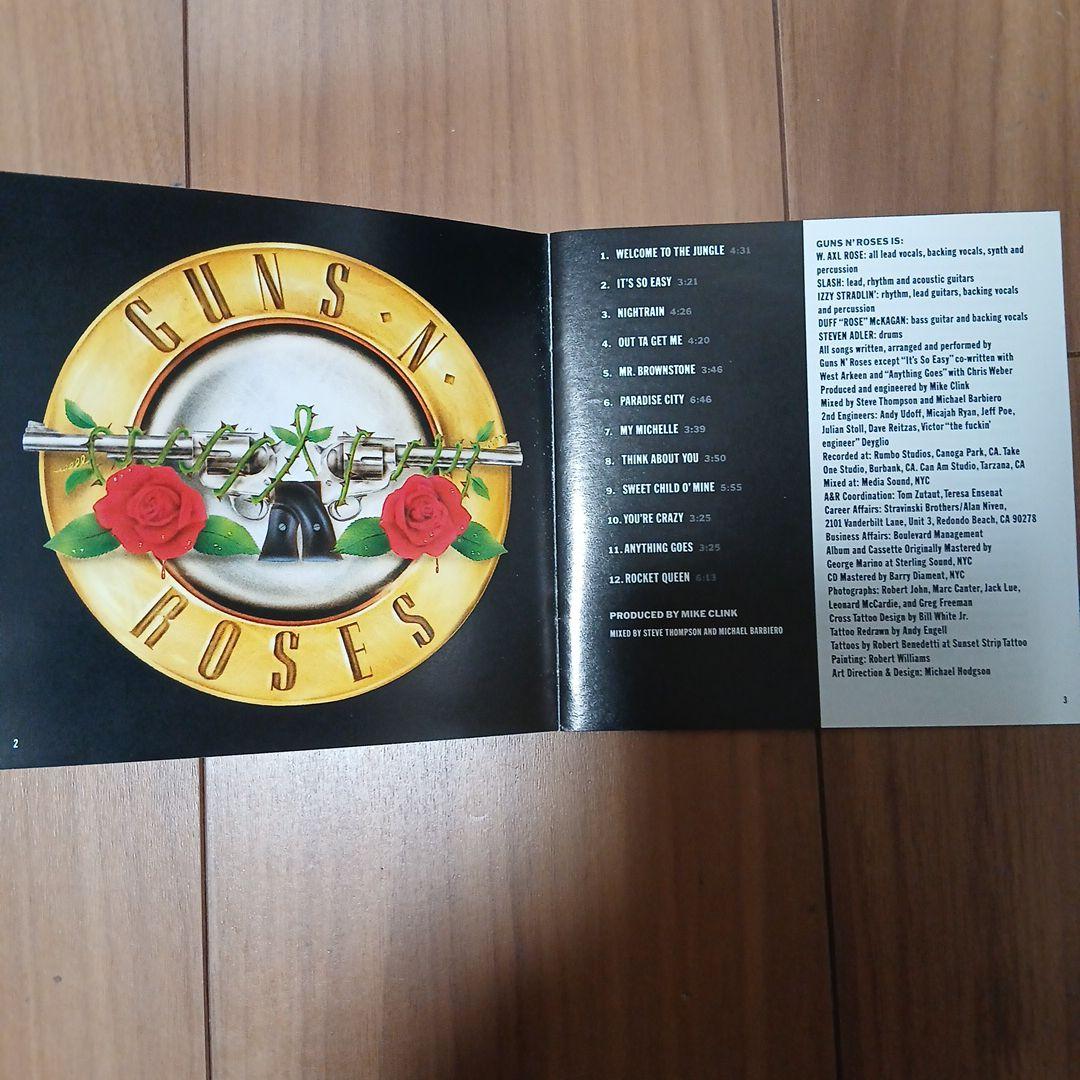 GUNS · N ·
ROSES
2
1. WELCOME TO THE JUNGLE 4:31
2. IT'S SO EASY 3:21
3. NIGHTRAIN 4:26
4. OUT TA GET ME 4:20
5. MR. BROWNSTONE 3:46
6. PARADISE CITY 6:46
7. MY MICHELLE 3:39
8. THINK ABOUT YOU 3:50
9. SWEET CHILD O' MINE 5:55
10. YOU'RE CRAZY 3:25
11. ANYTHING GOES 3:25
12. ROCKET QUEEN 6:13
PRODUCED BY MIKE CLINK
MIXED BY STEVE THOMPSON AND MICHAEL BARBIERO
GUNS N' ROSES IS:
W. AXL ROSE: all lead vocals, backing vocals, synth and
percussion
SLASH: lead, rhythm and acoustic guitars
IZZY STRADLIN': rhythm, lead guitars, backing vocals
and percussion
DUFF "ROSE" McKAGAN: bass guitar and backing vocals
STEVEN ADLER: drums
All songs written, arranged and performed by
Guns N' Roses except "It's So Easy" co-written with
West Arkeen and "Anything Goes" with Chris Weber
Produced and engineered by Mike Clink
Mixed by Steve Thompson and Michael Barbiero
2nd Engineers: Andy Udoff, Micajah Ryan, Jeff Poe,
Julian Stoll, Dave Reitzas, Victor "the fuckin'
engineer" Deyglio
Recorded at: Rumbo Studios, Canoga Park, CA. Take
One Studio, Burbank, CA. Can Am Studio, Tarzana, CA
Mixed at: Media Sound, NYC
A&R Coordination: Tom Zutaut, Teresa Ensenat
Career Affairs: Stravinski Brothers/Alan Niven,
2101 Vanderbilt Lane, Unit 3, Redondo Beach, CA 90278
Business Affairs: Boulevard Management
Album and Cassette Originally Mastered by
George Marino at Sterling Sound, NYC
CD Mastered by Barry Diament, NYC
Photographs: Robert John, Marc Canter, Jack Lue,
Leonard McCardie, and Greg Freeman
Cross Tattoo Design by Bill White Jr.
Tattoo Redrawn by Andy Engell
Tattoos by Robert Benedetti at Sunset Strip Tattoo
Painting: Robert Williams
Art Direction & Design: Michael Hodgson
3